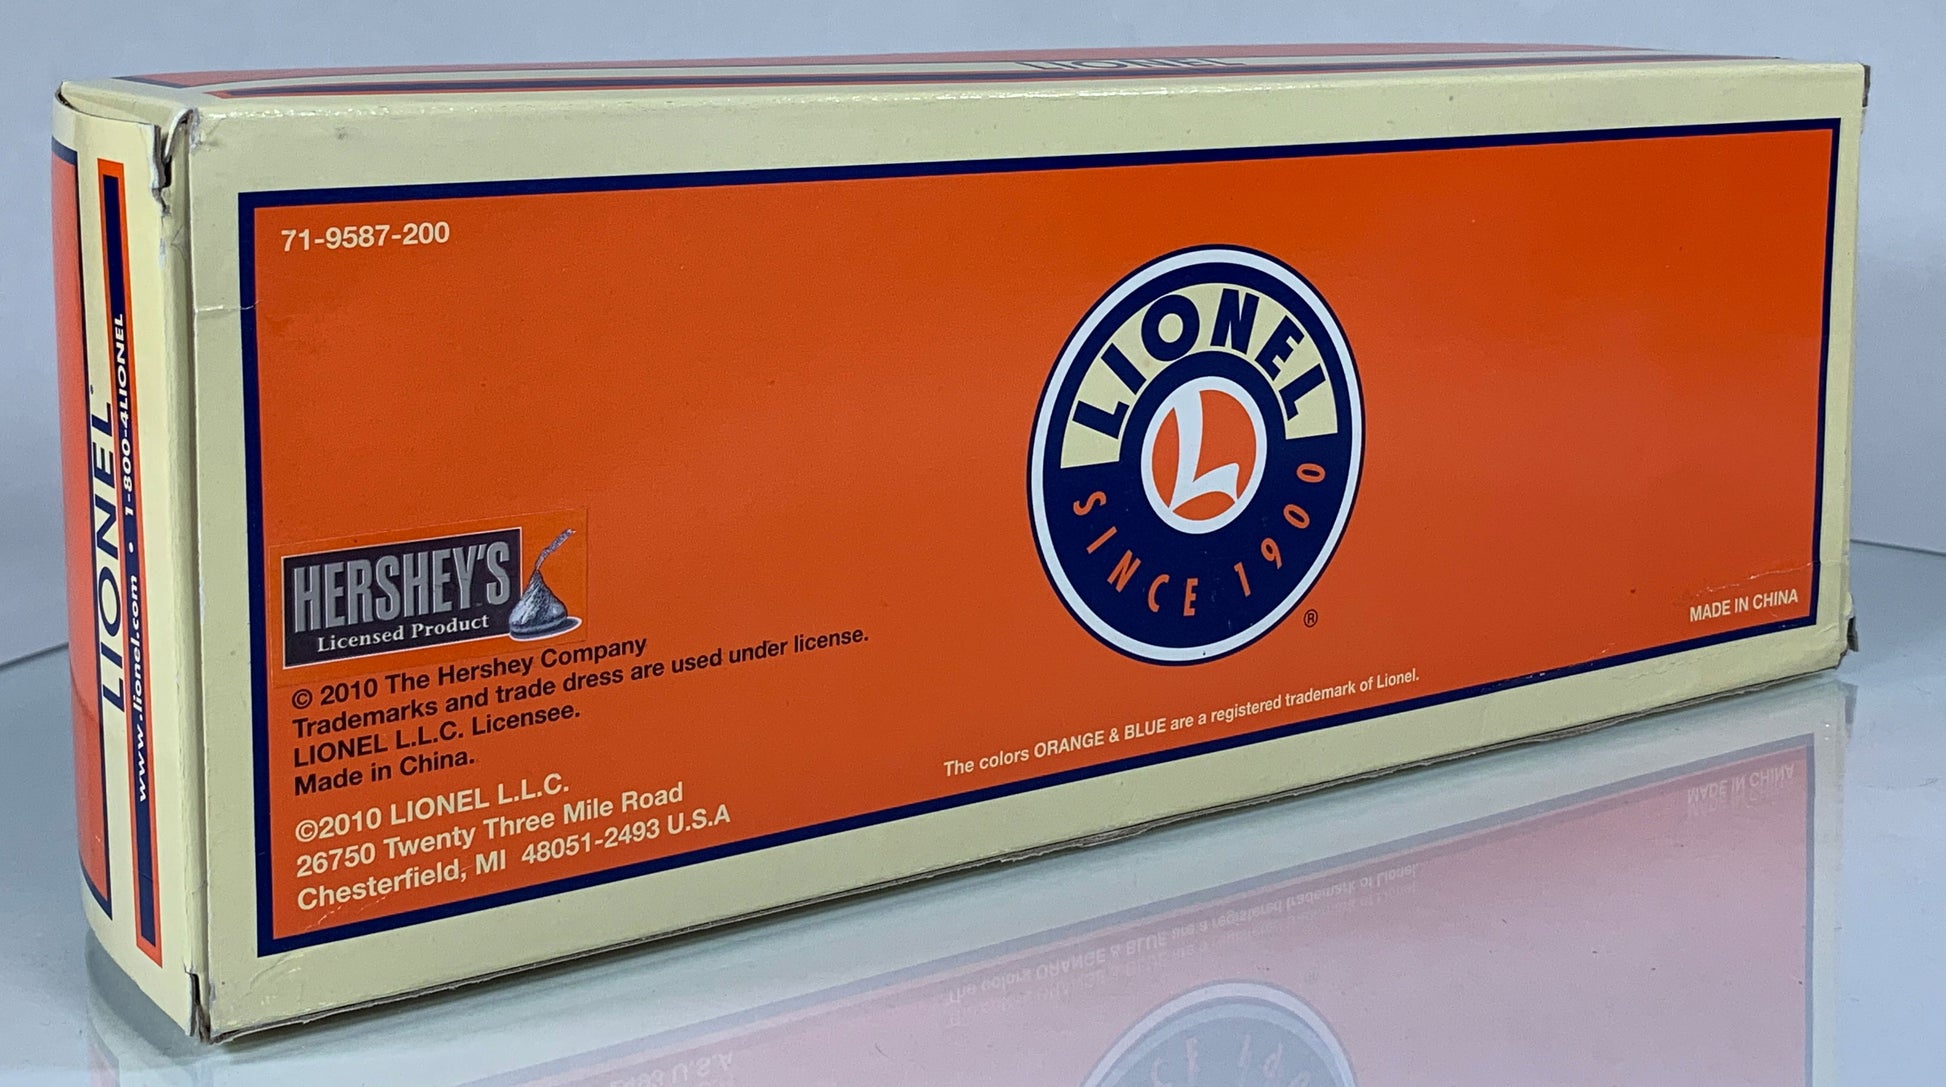 LIONEL
LIONEL®
www.lionel.com • 1-800-4LIONEL
71-9587-200
HERSHEY'S
Licensed Product
© 2010 The Hershey Company
Trademarks and trade dress are used under license.
LIONEL L.L.C. Licensee.
Made in China.
©2010 LIONEL L.L.C.
26750 Twenty Three Mile Road
Chesterfield, MI 48051-2493 U.S.A
LIONEL
L
SINCE 1900
®
The colors ORANGE & BLUE are a registered trademark of Lionel.
MADE IN CHINA